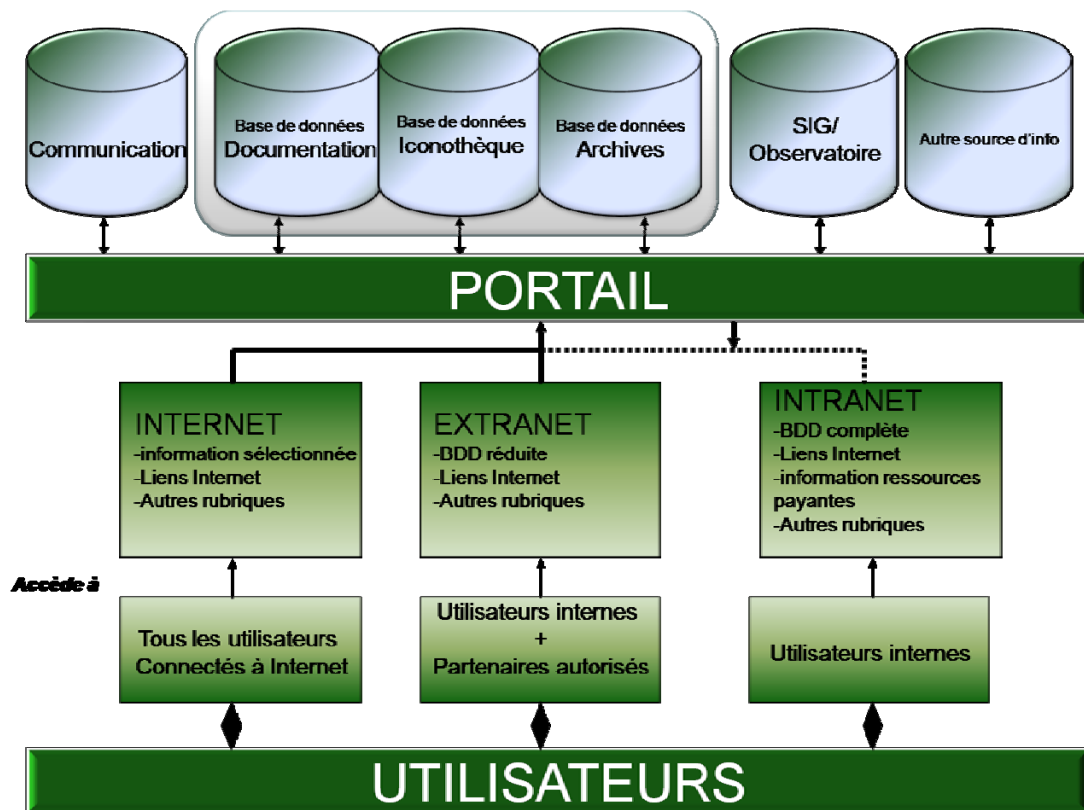 Communication
Base de données
Documentation
Base de données
Iconothèque
Base de données
Archives
SIG/
Observatoire
Autre source d'info
PORTAIL
INTERNET
-information sélectionnée
-Liens Internet
-Autres rubriques
EXTRANET
-BDD réduite
-Liens Internet
-Autres rubriques
INTRANET
-BDD complète
-Liens Internet
-information ressources
payantes
-Autres rubriques
Accède à
Tous les utilisateurs
Connectés à Internet
Utilisateurs internes
+
Partenaires autorisés
Utilisateurs internes
UTILISATEURS